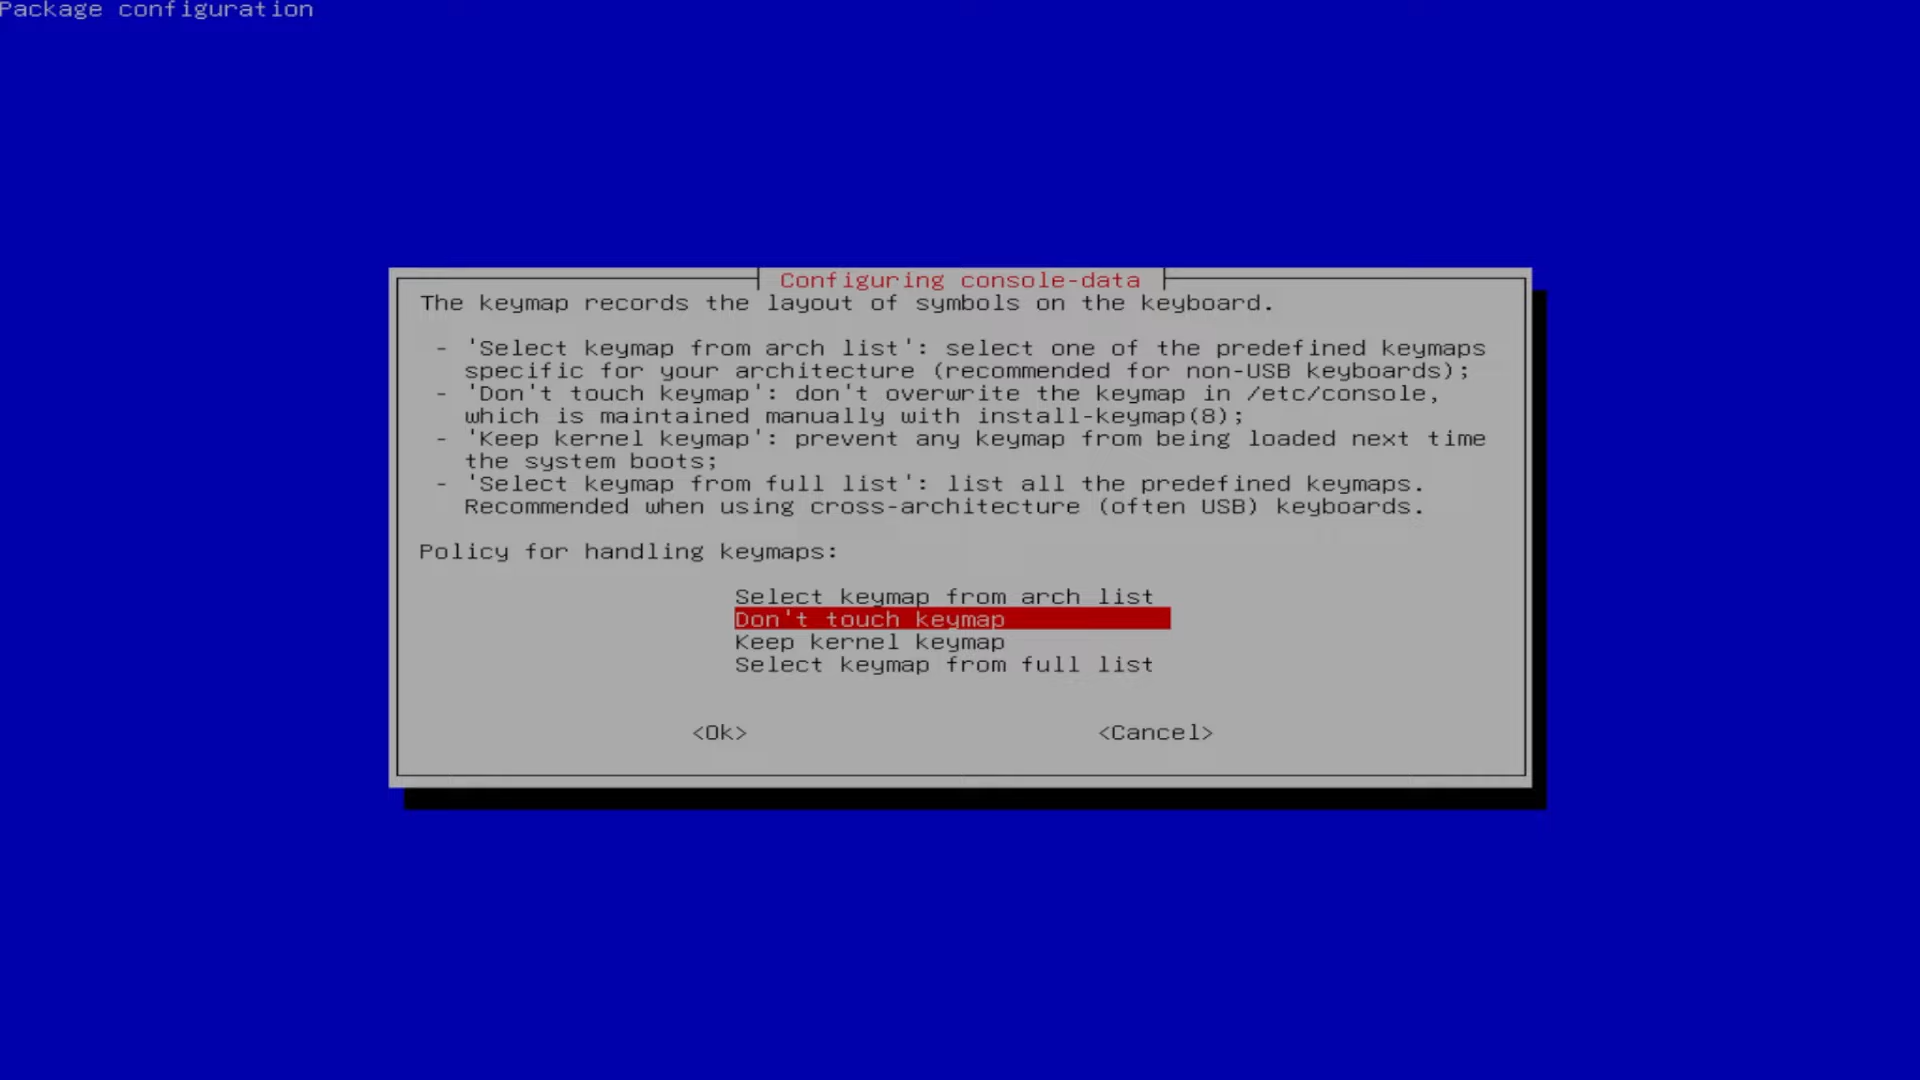 Package configuration
Configuring console-data
The keymap records the layout of symbols on the keyboard.
- 'Select keymap from arch list': select one of the predefined keymaps
specific for your architecture (recommended for non-USB keyboards);
- 'Don't touch keymap': don't overwrite the keymap in /etc/console,
which is maintained manually with install-keymap(8);
- 'Keep kernel keymap': prevent any keymap from being loaded next time
the system boots;
- 'Select keymap from full list': list all the predefined keymaps.
Recommended when using cross-architecture (often USB) keyboards.
Policy for handling keymaps:
Select keymap from arch list
Don't touch keymap
Keep kernel keymap
Select keymap from full list
<Ok> <Cancel>